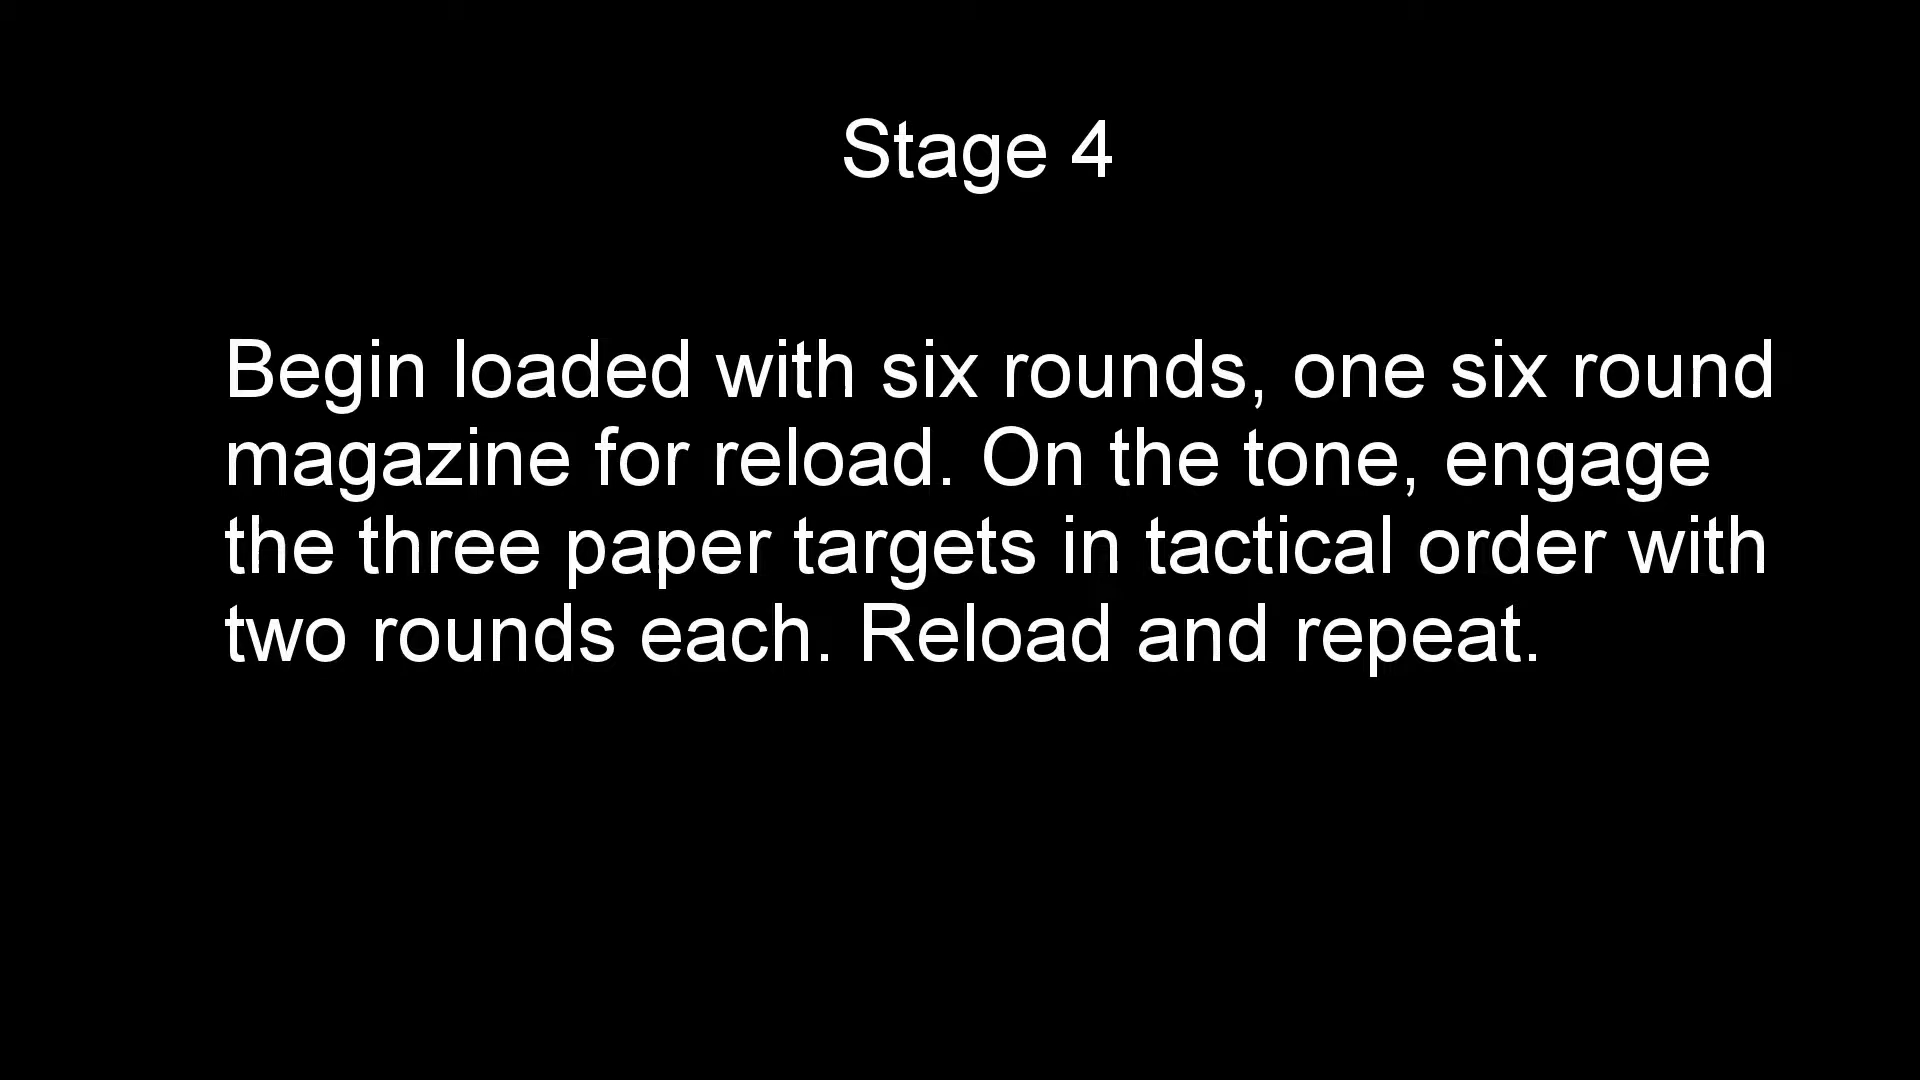 Stage 4
Begin loaded with six rounds, one six round
magazine for reload. On the tone, engage
the three paper targets in tactical order with
two rounds each. Reload and repeat.